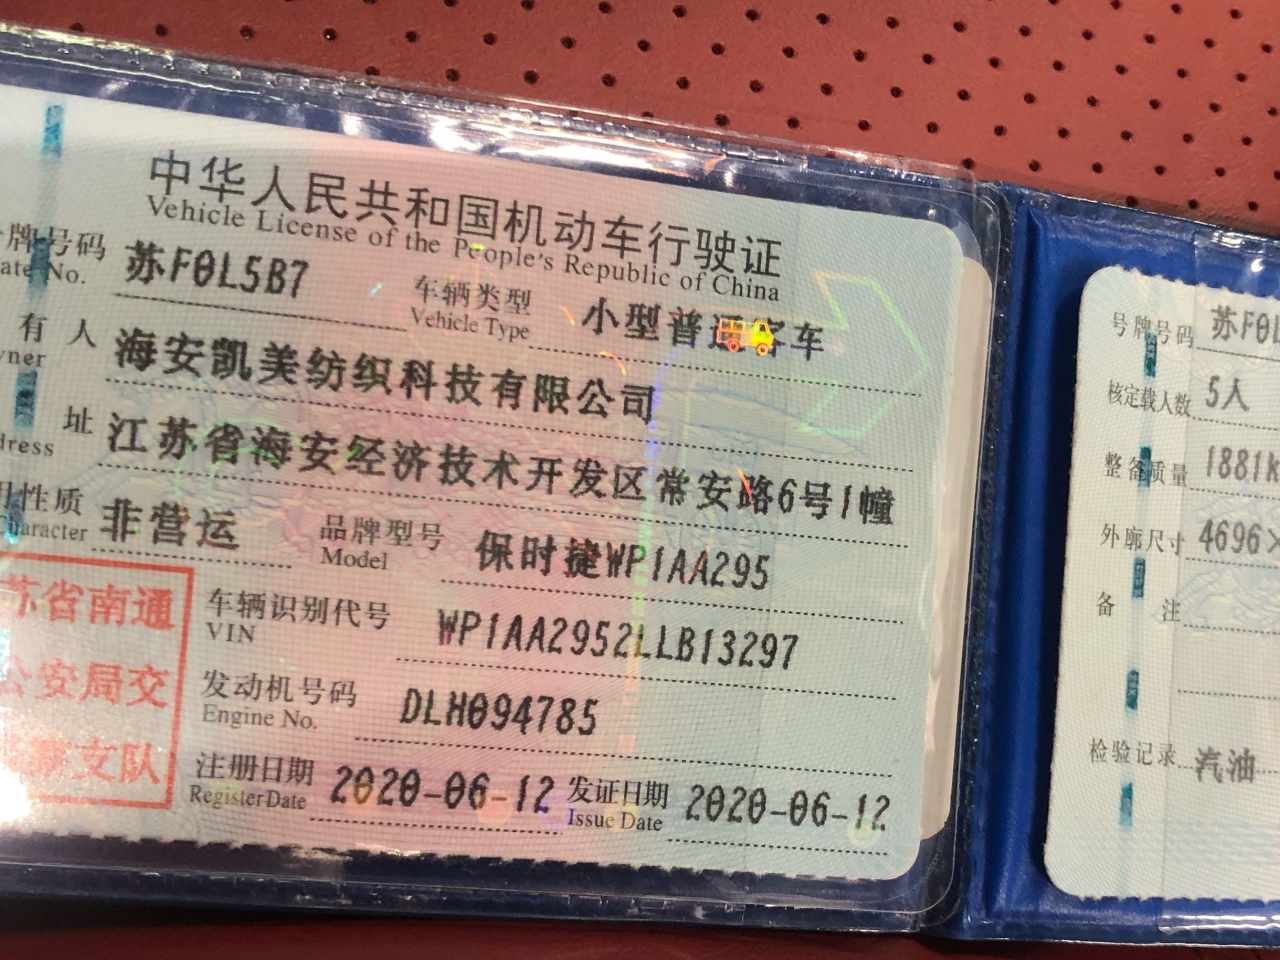 中华人民共和国机动车行驶证
Vehicle License of the People's Republic of China
牌号码 苏F0L5B7 车辆类型 小型普通客车
ate No. Vehicle Type
有人 海安凯美纺织科技有限公司
wner
址 江苏省海安经济技术开发区常安路6号1幢
dress
用性质 非营运 品牌型号 保时捷WP1AA295
Character Model
车辆识别代号 WP1AA2952LLB13297
VIN
发动机号码 DLH094785
Engine No.
注册日期 2020-06-12 发证日期 2020-06-12
Register Date Issue Date
苏省南通
公安局交
支队
号牌号码 苏F0L
核定载人数 5人
整备质量 1881k
外廓尺寸 4696×
备注
检验记录 汽油